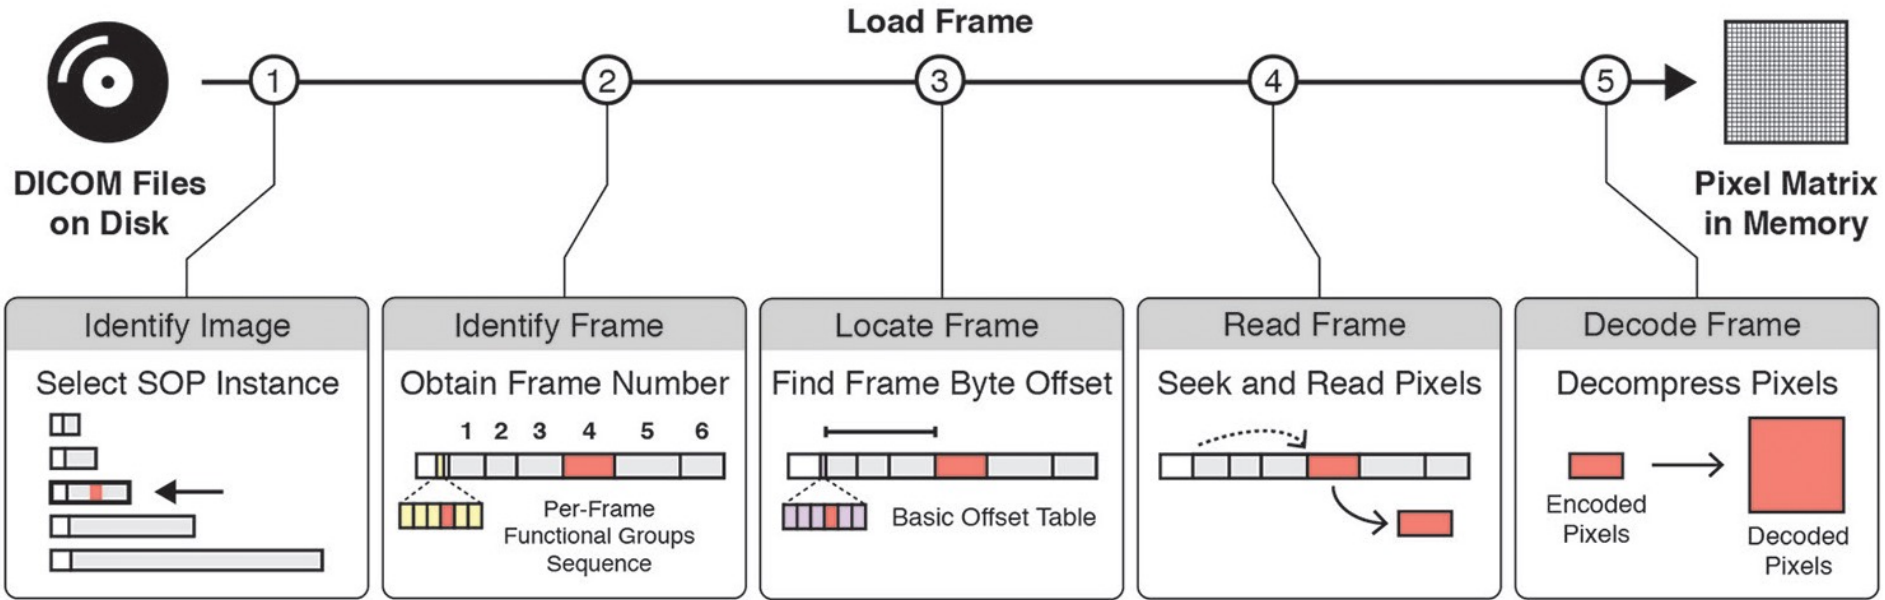 Load Frame
1 2 3 4 5
DICOM Files
on Disk
Pixel Matrix
in Memory
Identify Image
Select SOP Instance
Identify Frame
Obtain Frame Number
1 2 3 4 5 6
Per-Frame
Functional Groups
Sequence
Locate Frame
Find Frame Byte Offset
Basic Offset Table
Read Frame
Seek and Read Pixels
Decode Frame
Decompress Pixels
Encoded
Pixels
Decoded
Pixels